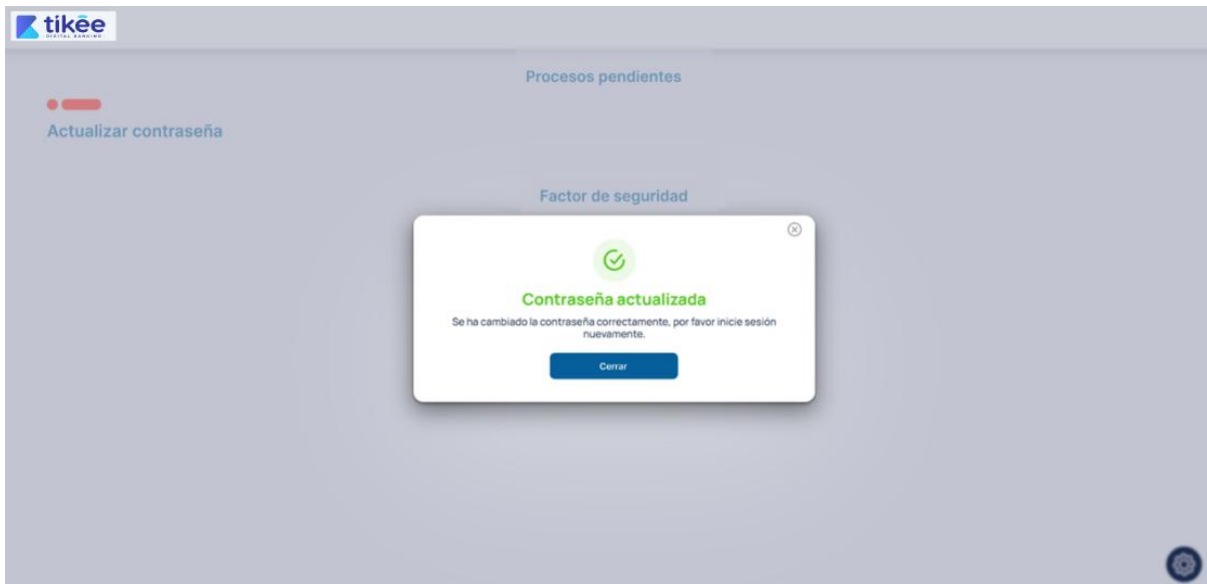 tikēe
DIGITAL BANKING
Procesos pendientes
Actualizar contraseña
Factor de seguridad
Contraseña actualizada
Se ha cambiado la contraseña correctamente, por favor inicie sesión
nuevamente.
Cerrar